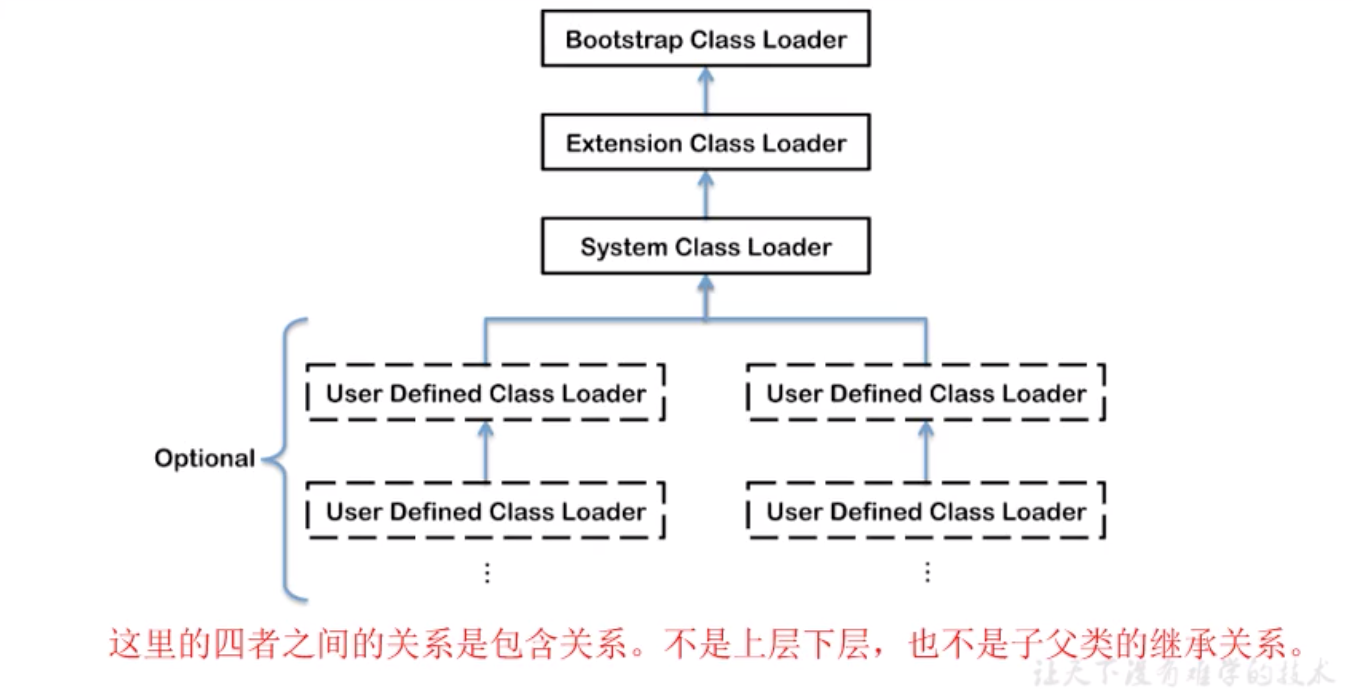 Bootstrap Class Loader
Extension Class Loader
System Class Loader
User Defined Class Loader
User Defined Class Loader
Optional
User Defined Class Loader
User Defined Class Loader
⋮
⋮
这里的四者之间的关系是包含关系。不是上层下层，也不是子父类的继承关系。
让天下没有难学的技术